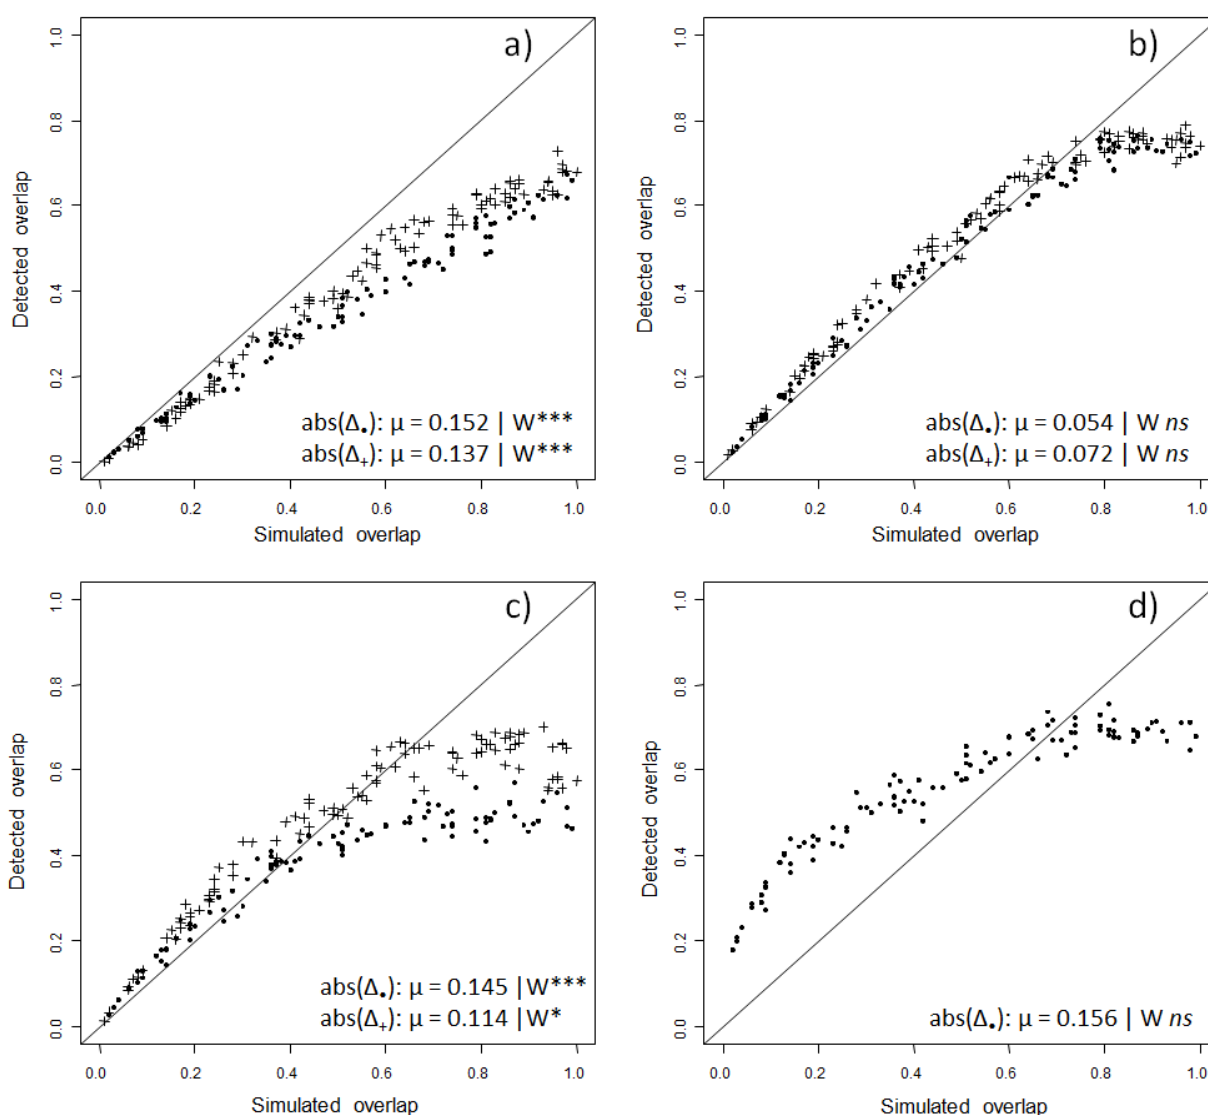 a)
1.0
0.8
0.6
0.4
0.2
0.0
Detected overlap
abs(Δ•): μ = 0.152 | W***
abs(Δ+): μ = 0.137 | W***
0.0 0.2 0.4 0.6 0.8 1.0
Simulated overlap
b)
1.0
0.8
0.6
0.4
0.2
0.0
Detected overlap
abs(Δ•): μ = 0.054 | W ns
abs(Δ+): μ = 0.072 | W ns
0.0 0.2 0.4 0.6 0.8 1.0
Simulated overlap
c)
1.0
0.8
0.6
0.4
0.2
0.0
Detected overlap
abs(Δ•): μ = 0.145 |W***
abs(Δ+): μ = 0.114 |W*
0.0 0.2 0.4 0.6 0.8 1.0
Simulated overlap
d)
1.0
0.8
0.6
0.4
0.2
0.0
Detected overlap
abs(Δ•): μ = 0.156 | W ns
0.0 0.2 0.4 0.6 0.8 1.0
Simulated overlap